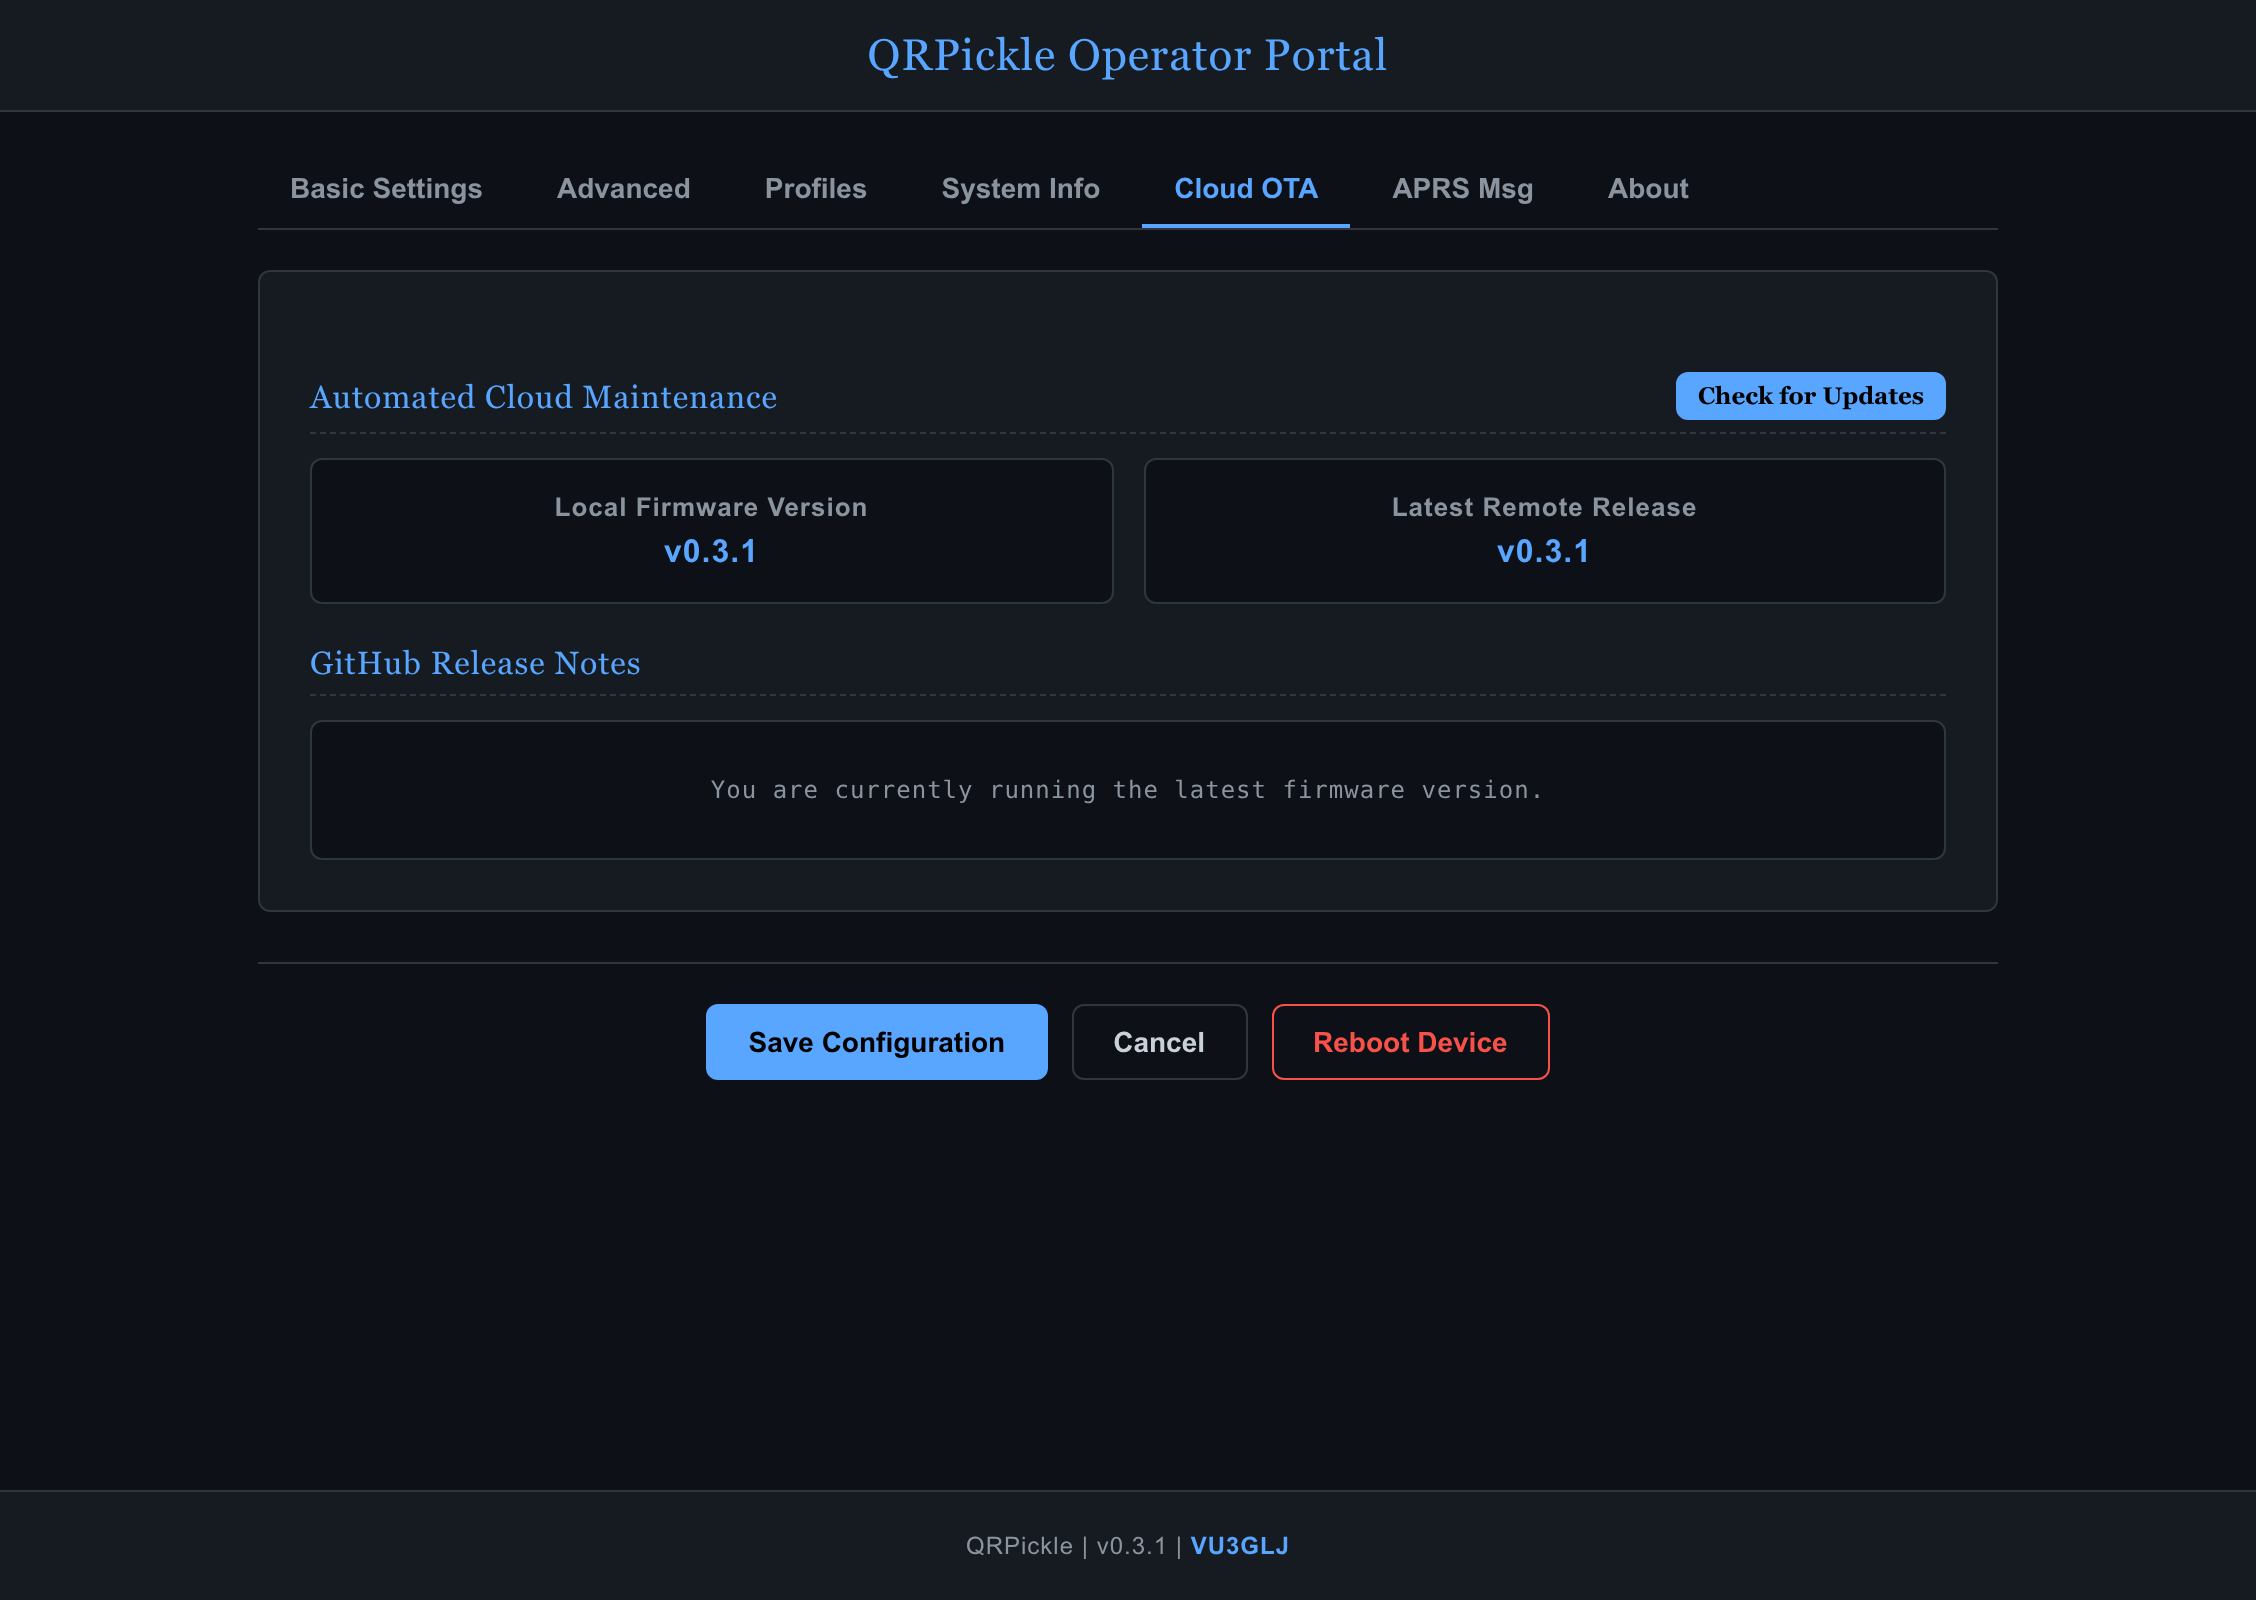 QRPickle Operator Portal
Basic Settings Advanced Profiles System Info Cloud OTA APRS Msg About
Automated Cloud Maintenance
Check for Updates
Local Firmware Version
v0.3.1
Latest Remote Release
v0.3.1
GitHub Release Notes
You are currently running the latest firmware version.
Save Configuration Cancel Reboot Device
QRPickle | v0.3.1 | VU3GLJ